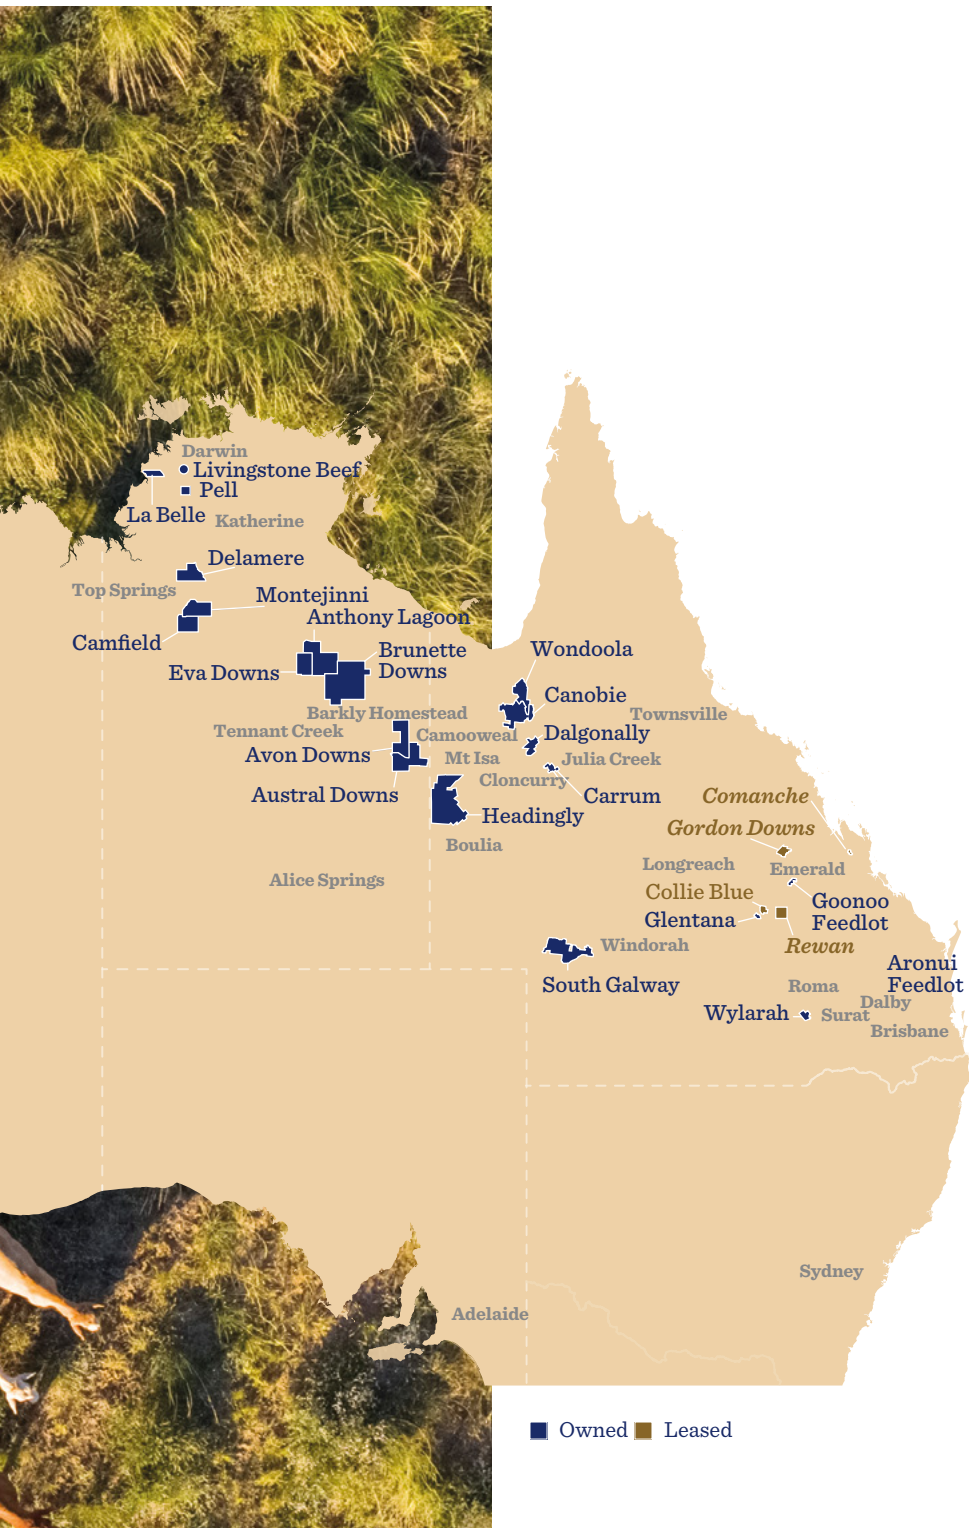 Darwin
Livingstone Beef
Pell
La Belle
Katherine
Delamere
Top Springs
Montejinni
Anthony Lagoon
Camfield
Brunette
Downs
Eva Downs
Wondoola
Canobie
Barkly Homestead
Townsville
Tennant Creek
Camooweal
Dalgonally
Avon Downs
Mt Isa
Julia Creek
Cloncurry
Austral Downs
Carrum
Comanche
Headingly
Gordon Downs
Boulia
Longreach
Emerald
Alice Springs
Collie Blue
Goonoo
Feedlot
Glentana
Windorah
Rewan
Aronui
Feedlot
South Galway
Roma
Dalby
Wylarah
Surat
Brisbane
Sydney
Adelaide
Owned
Leased